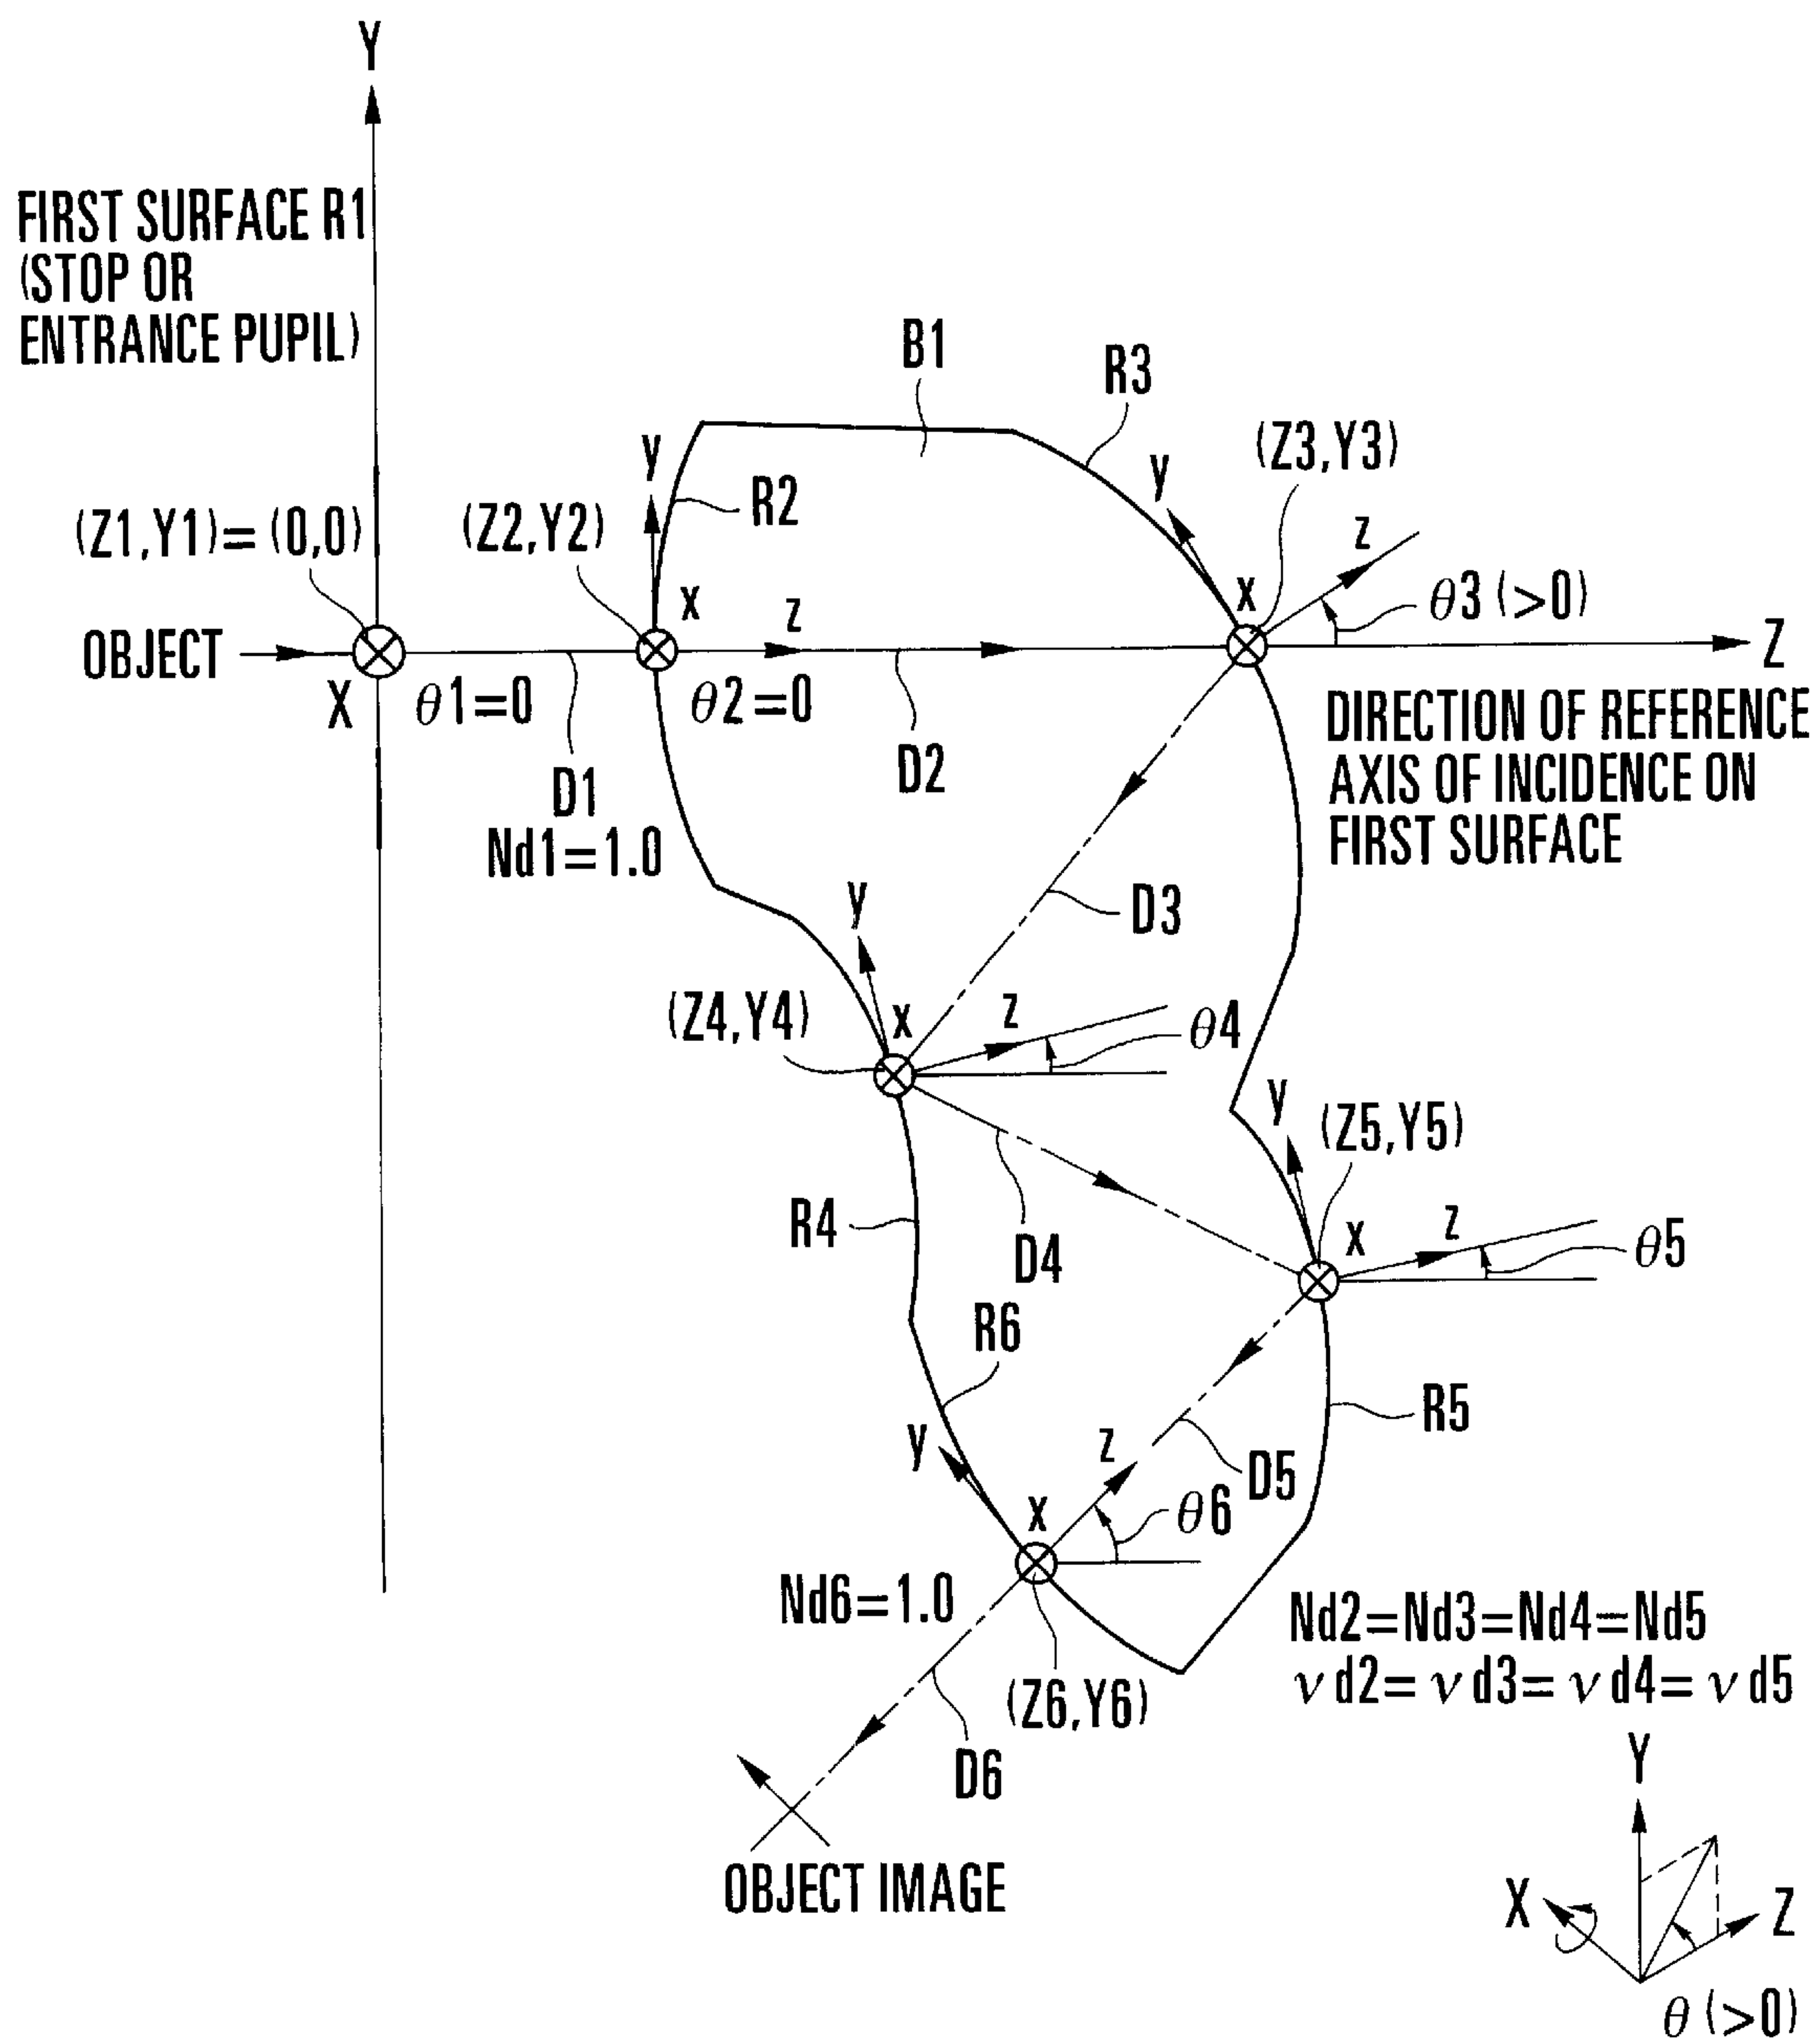 Y
FIRST SURFACE R1
(STOP OR
ENTRANCE PUPIL)
B1
R3
(Z3,Y3)
y
R2
y
z
(Z1,Y1)=(0,0)
(Z2,Y2)
x
z
x
θ3 (>0)
OBJECT
Z
X
θ1=0
θ2=0
D1
D2
Nd1=1.0
DIRECTION OF REFERENCE
AXIS OF INCIDENCE ON
FIRST SURFACE
D3
y
(Z4,Y4)
x
z
θ4
y
(Z5,Y5)
R4
D4
x
z
θ5
R6
R5
y
z
D5
x
θ6
Nd6=1.0
Nd2=Nd3=Nd4=Nd5
νd2=νd3=νd4=νd5
(Z6,Y6)
D6
OBJECT IMAGE
Y
X
Z
θ (>0)